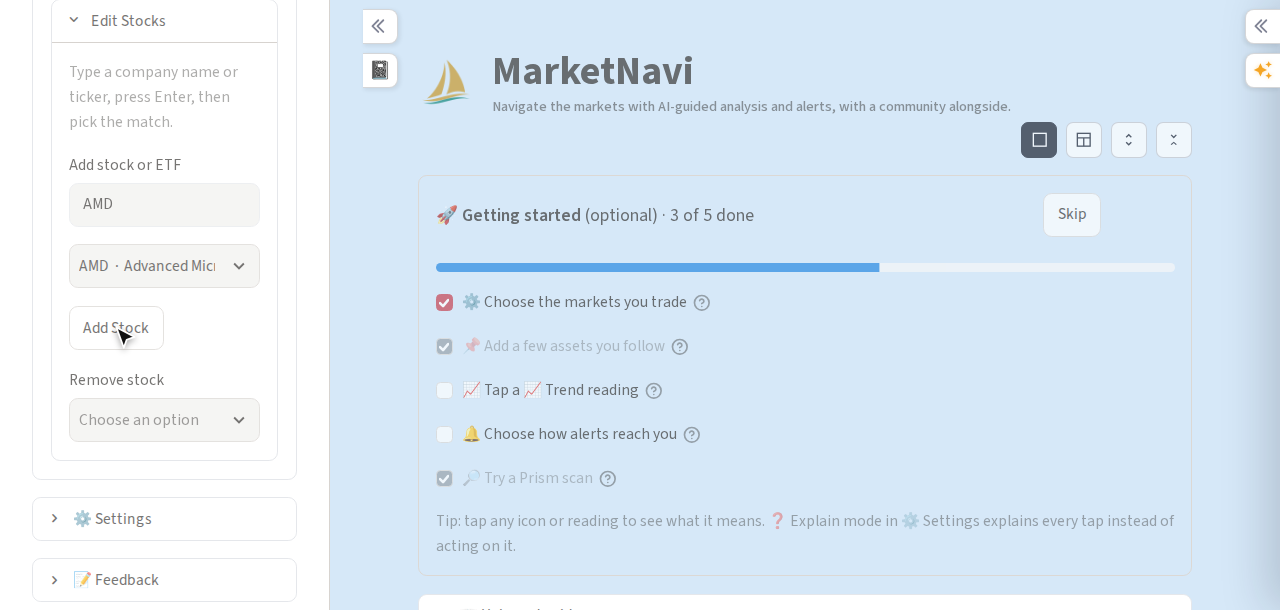 Edit Stocks
Type a company name or
ticker, press Enter, then
pick the match.
Add stock or ETF
AMD
AMD · Advanced Micr
Add Stock
Remove stock
Choose an option
Settings
Feedback
MarketNavi
Navigate the markets with AI-guided analysis and alerts, with a community alongside.
Getting started (optional) · 3 of 5 done
Skip
Choose the markets you trade
Add a few assets you follow
Tap a 📈 Trend reading
Choose how alerts reach you
Try a Prism scan
Tip: tap any icon or reading to see what it means. ❓ Explain mode in ⚙️ Settings explains every tap instead of
acting on it.